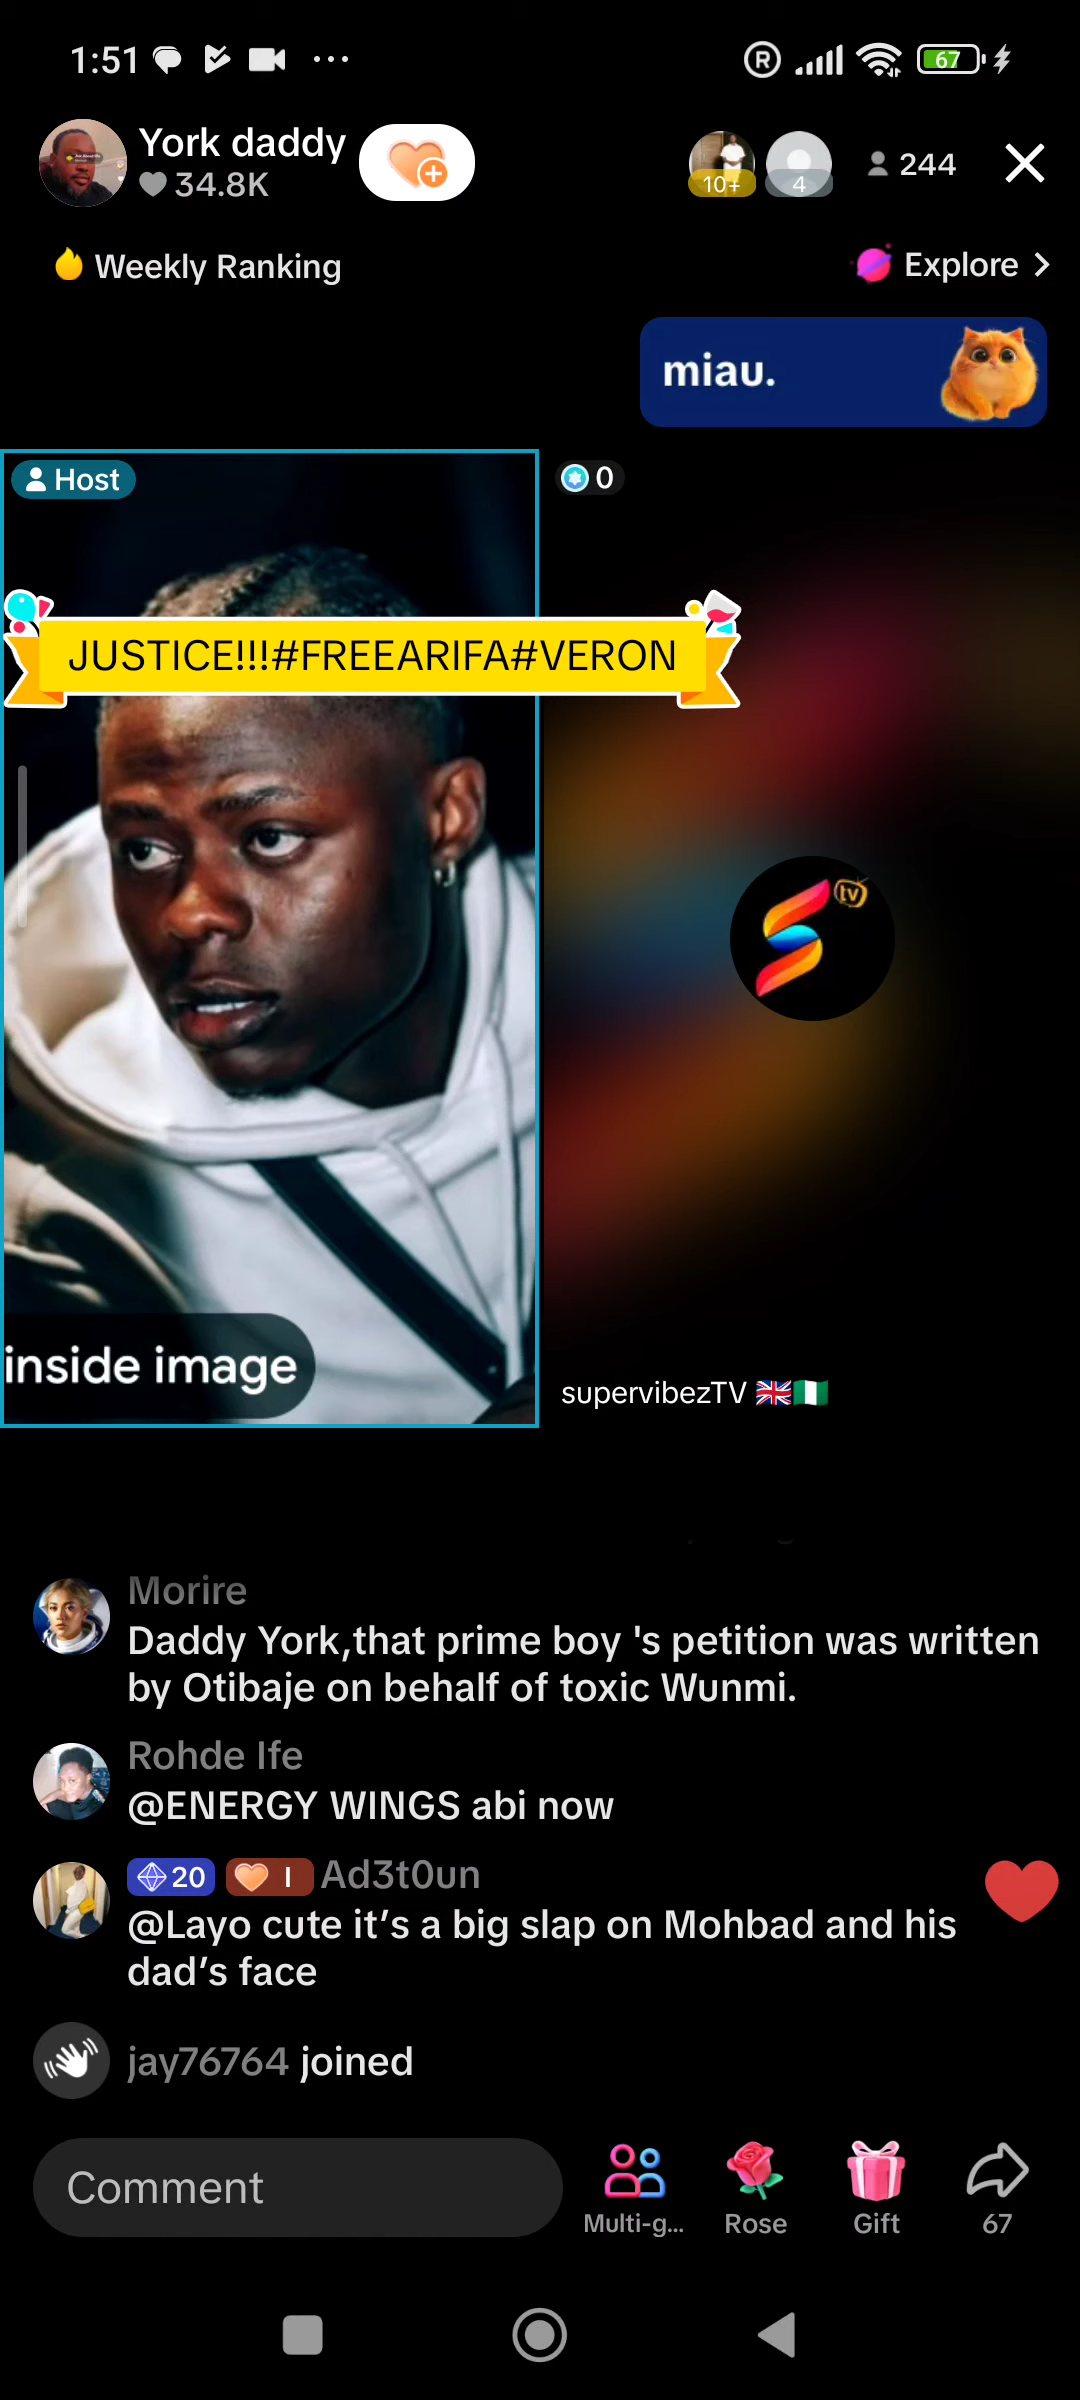 1:51
R
67
York daddy
34.8K
10+
4
244
Weekly Ranking
Explore
miau.
Host
0
JUSTICE!!!#FREEARIFA#VERON
tv
inside image
supervibezTV 🇬🇧🇳🇬
Morire
Daddy York,that prime boy 's petition was written
by Otibaje on behalf of toxic Wunmi.
Rohde Ife
@ENERGY WINGS abi now
20 I Ad3t0un
@Layo cute it’s a big slap on Mohbad and his
dad’s face
jay76764 joined
Comment
Multi-g...
Rose
Gift
67